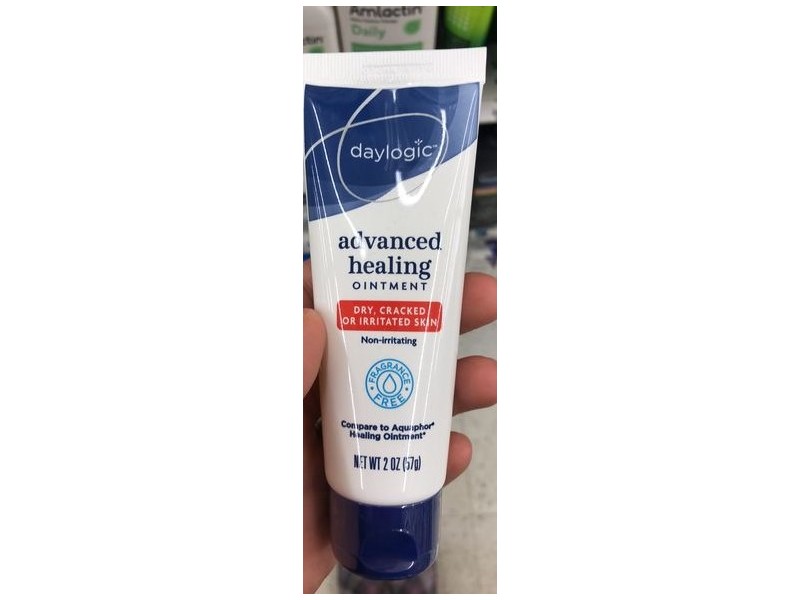 Amlactin
Daily
daylogic™
advanced
healing
OINTMENT
DRY, CRACKED
OR IRRITATED SKIN
Non-irritating
FRAGRANCE
FREE
Compare to Aquaphor®
Healing Ointment*
NET WT 2 OZ (57g)